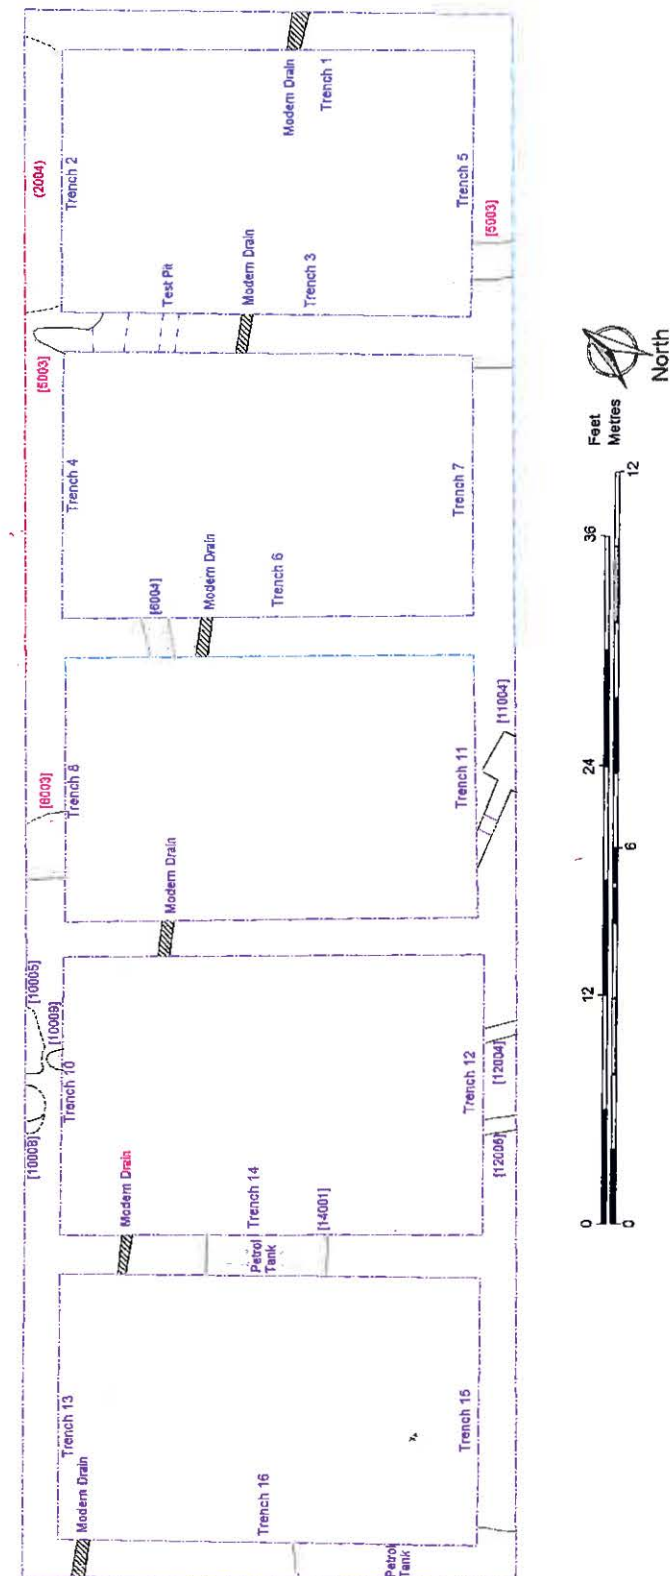 Modern Drain
Trench 1
(2004)
Trench 2
Trench 5
[5003]
Test Pit
Modern Drain
Trench 3
[5003]
Trench 4
Trench 7
[6004]
Modern Drain
Trench 6
[11004]
[8003]
Trench 8
Trench 11
Modern Drain
[10005]
[10009]
Trench 10
[10008]
Trench 12
[12004]
[12006]
Modern Drain
Trench 14
[14001]
Petrol
Tank
Trench 13
Modern Drain
Trench 16
Trench 15
Petrol
Tank
0
12
24
36
Feet
0
6
12
Metres
North